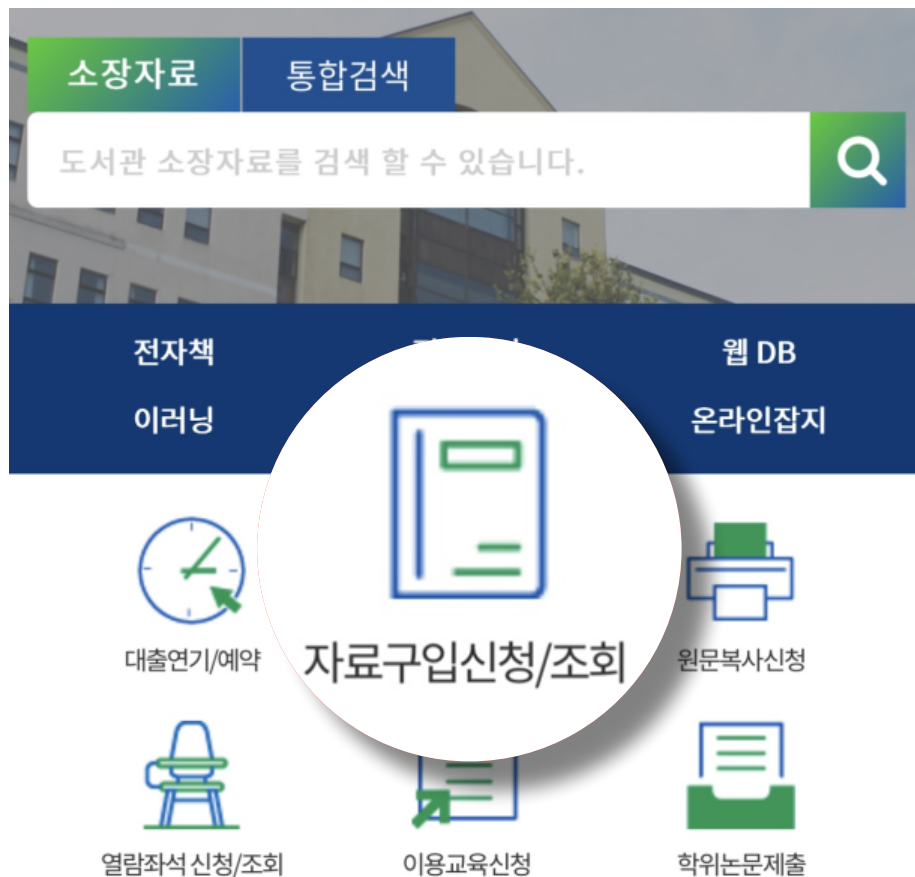 소장자료
통합검색
도서관 소장자료를 검색 할 수 있습니다.
전자책
웹 DB
이러닝
온라인잡지
대출연기/예약
자료구입신청/조회
원문복사신청
열람좌석 신청/조회
이용교육신청
학위논문제출